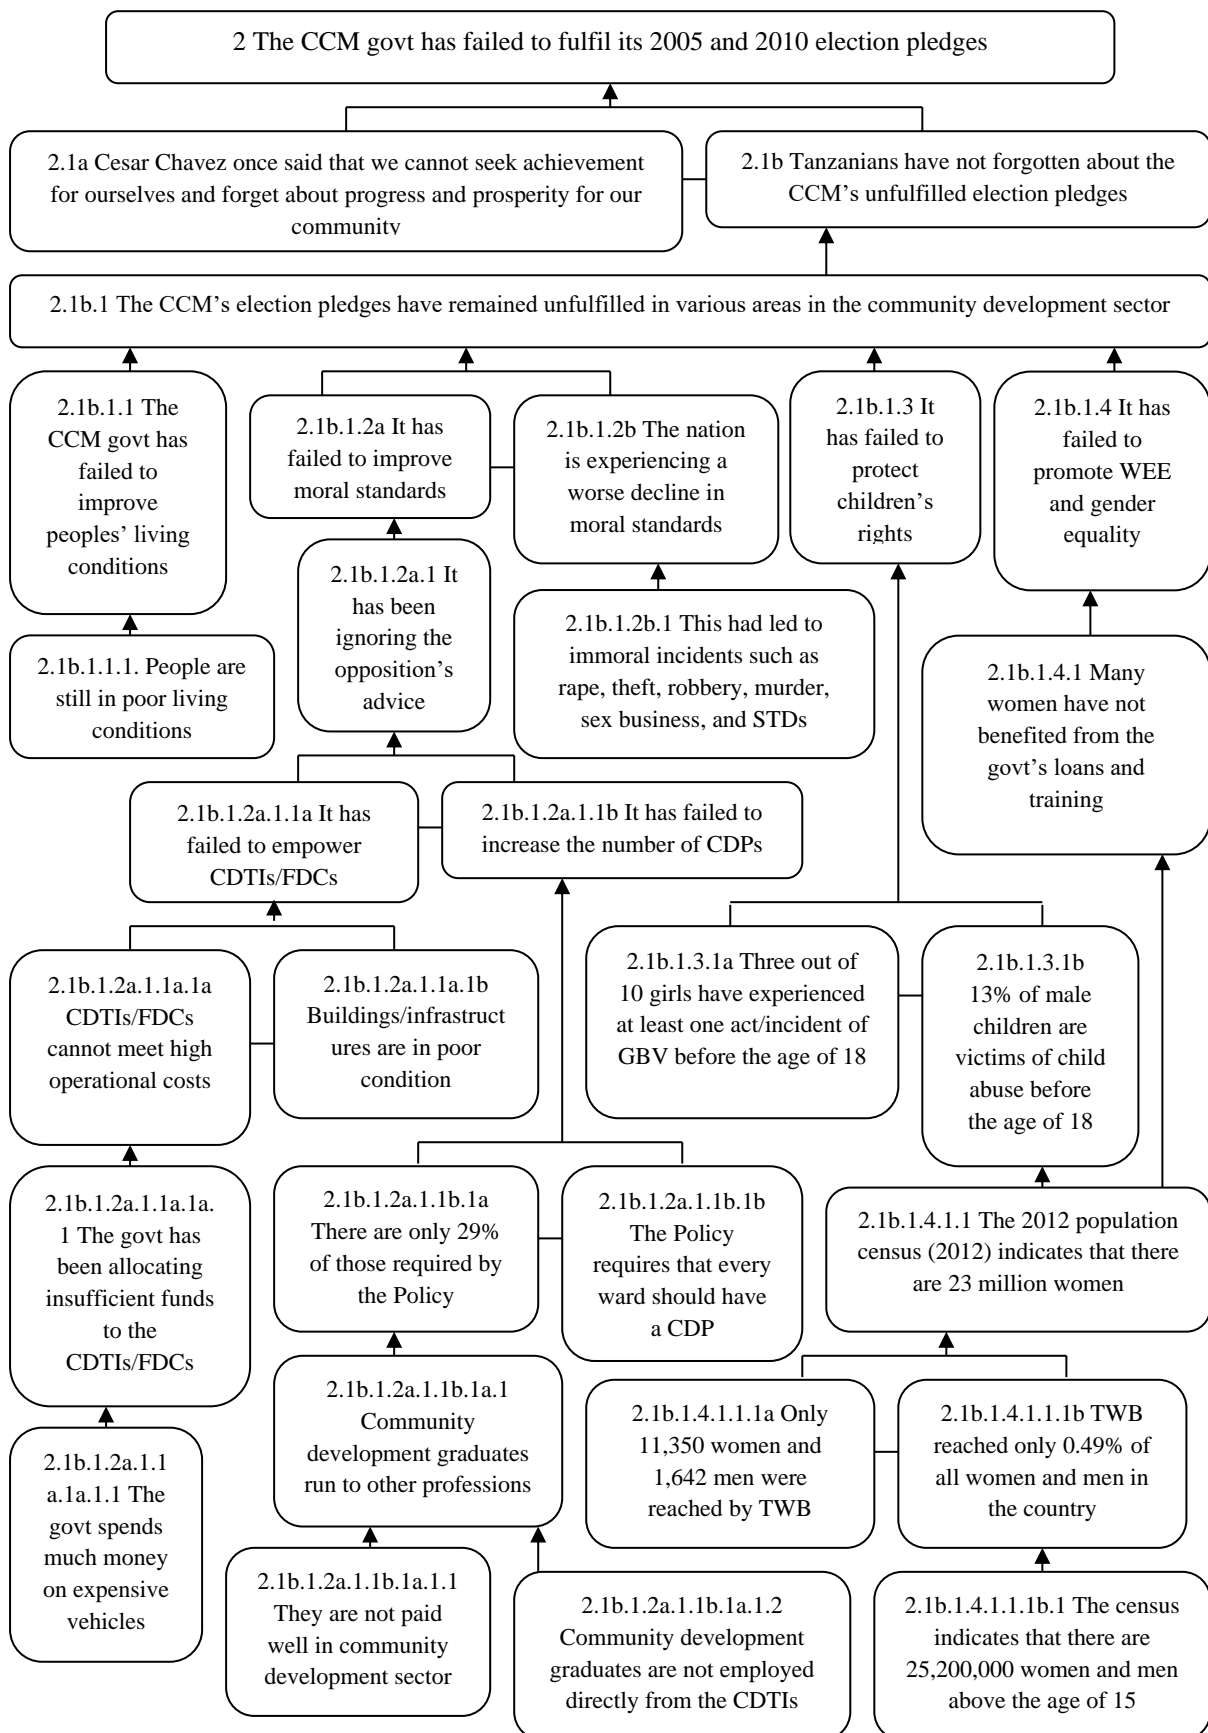 2 The CCM govt has failed to fulfil its 2005 and 2010 election pledges
2.1a Cesar Chavez once said that we cannot seek achievement
for ourselves and forget about progress and prosperity for our
community
2.1b Tanzanians have not forgotten about the
CCM's unfulfilled election pledges
2.1b.1 The CCM's election pledges have remained unfulfilled in various areas in the community development sector
2.1b.1.1 The
CCM govt has
failed to
improve
peoples' living
conditions
2.1b.1.2a It has
failed to improve
moral standards
2.1b.1.2b The nation
is experiencing a
worse decline in
moral standards
2.1b.1.3 It
has failed to
protect
children's
rights
2.1b.1.4 It has
failed to
promote WEE
and gender
equality
2.1b.1.1.1. People are
still in poor living
conditions
2.1b.1.2a.1 It
has been
ignoring the
opposition's
advice
2.1b.1.2b.1 This had led to
immoral incidents such as
rape, theft, robbery, murder,
sex business, and STDs
2.1b.1.4.1 Many
women have not
benefited from the
govt's loans and
training
2.1b.1.2a.1.1a It has
failed to empower
CDTIs/FDCs
2.1b.1.2a.1.1b It has failed to
increase the number of CDPs
2.1b.1.2a.1.1a.1a
CDTIs/FDCs
cannot meet high
operational costs
2.1b.1.2a.1.1a.1b
Buildings/infrastruct
ures are in poor
condition
2.1b.1.3.1a Three out of
10 girls have experienced
at least one act/incident of
GBV before the age of 18
2.1b.1.3.1b
13% of male
children are
victims of child
abuse before
the age of 18
2.1b.1.2a.1.1a.1a.
1 The govt has
been allocating
insufficient funds
to the
CDTIs/FDCs
2.1b.1.2a.1.1b.1a
There are only 29%
of those required by
the Policy
2.1b.1.2a.1.1b.1b
The Policy
requires that every
ward should have
a CDP
2.1b.1.4.1.1 The 2012 population
census (2012) indicates that there
are 23 million women
2.1b.1.2a.1.1
a.1a.1.1 The
govt spends
much money
on expensive
vehicles
2.1b.1.2a.1.1b.1a.1
Community
development graduates
run to other professions
2.1b.1.4.1.1.1a Only
11,350 women and
1,642 men were
reached by TWB
2.1b.1.4.1.1.1b TWB
reached only 0.49% of
all women and men in
the country
2.1b.1.2a.1.1b.1a.1.1
They are not paid
well in community
development sector
2.1b.1.2a.1.1b.1a.1.2
Community development
graduates are not employed
directly from the CDTIs
2.1b.1.4.1.1.1b.1 The census
indicates that there are
25,200,000 women and men
above the age of 15